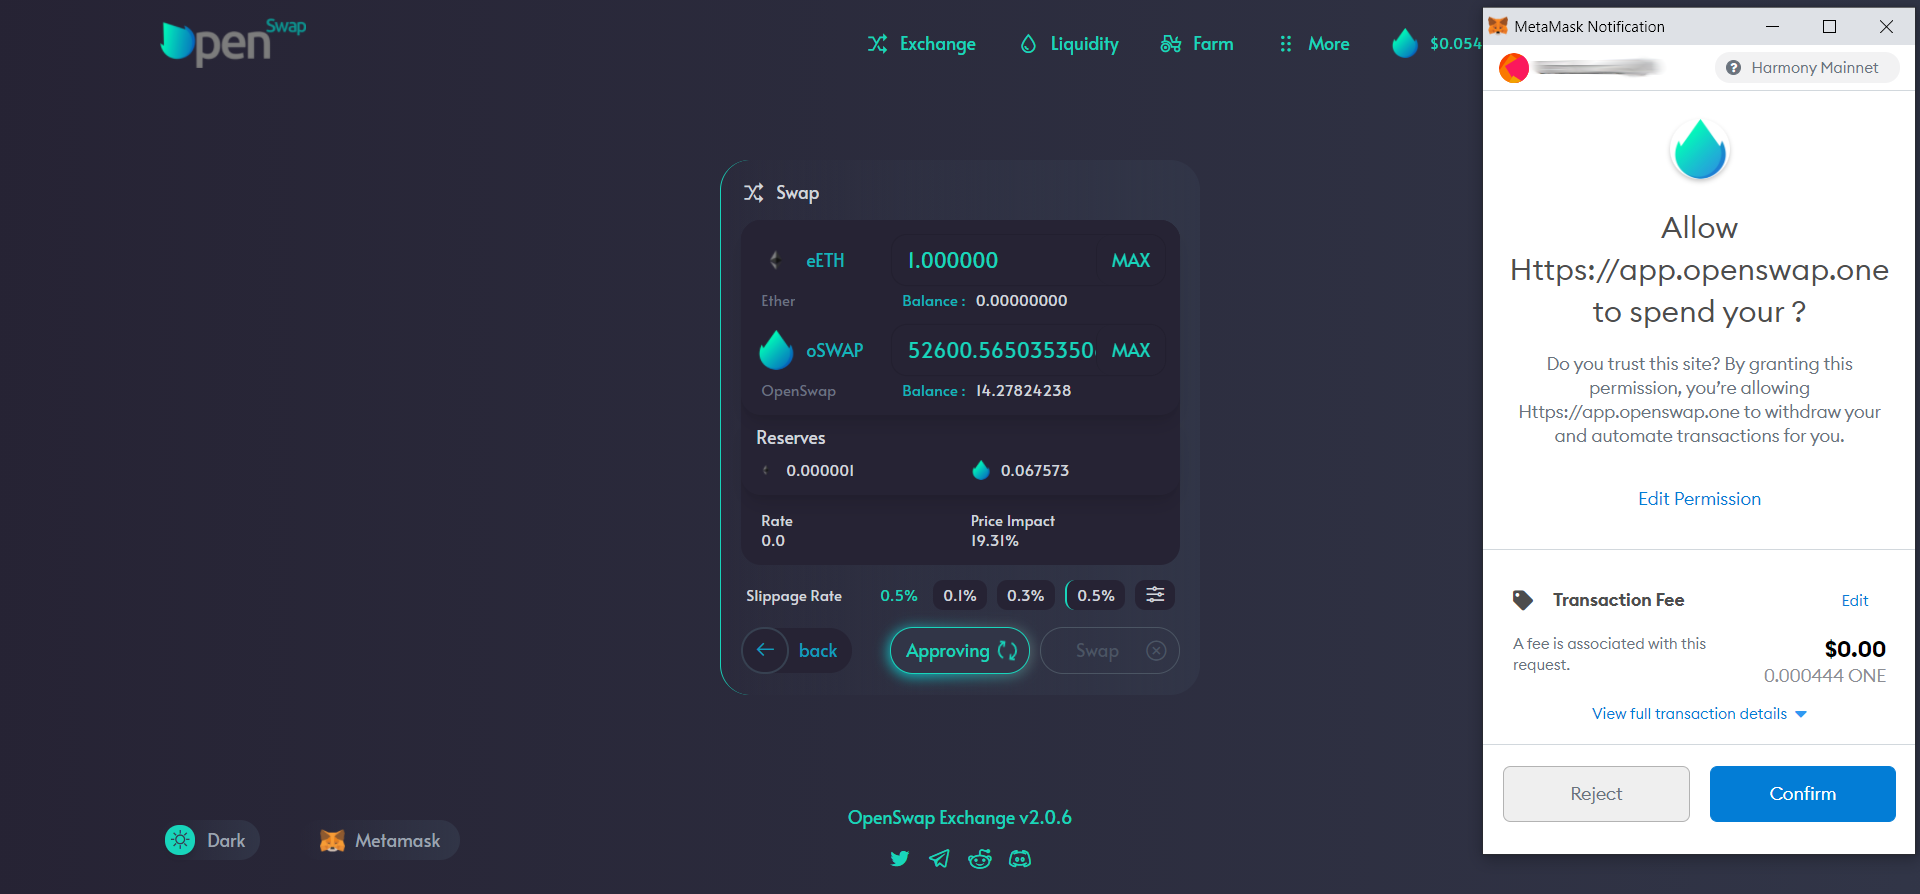 Open Swap
Exchange
Liquidity
Farm
More
$0.054
Swap
eETH
1.000000
MAX
Ether
Balance : 0.00000000
oSWAP
MAX
OpenSwap
Balance : 14.27824238
Reserves
0.000001
0.067573
Rate
Price Impact
0.0
19.31%
Slippage Rate
0.5%
0.1%
0.3%
0.5%
back
Approving
Swap
Dark
Metamask
OpenSwap Exchange v2.0.6
MetaMask Notification
Harmony Mainnet
Allow
Https://app.openswap.one
to spend your ?
Do you trust this site? By granting this
permission, you’re allowing
Https://app.openswap.one to withdraw your
and automate transactions for you.
Edit Permission
Transaction Fee
Edit
A fee is associated with this
request.
$0.00
0.000444 ONE
View full transaction details
Reject
Confirm